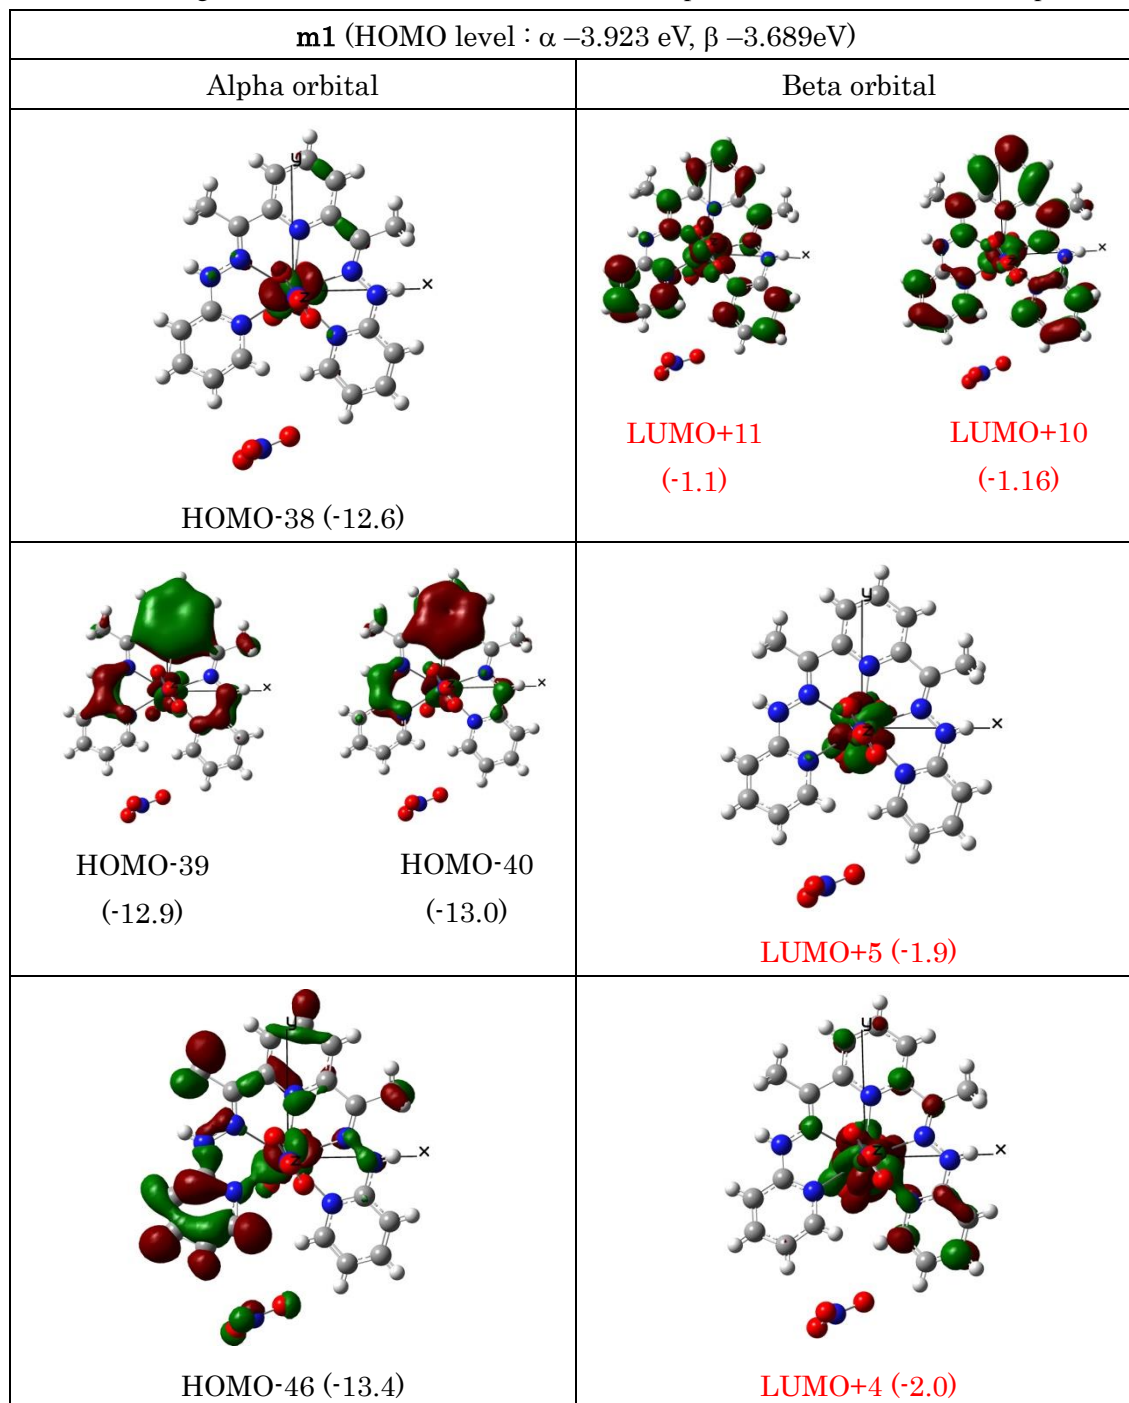 m1 (HOMO level : α –3.923 eV, β –3.689eV)
Alpha orbital
Beta orbital
y
z
x
HOMO-38 (-12.6)
x
x
LUMO+11
LUMO+10
(-1.1)
(-1.16)
x
x
HOMO-39
HOMO-40
(-12.9)
(-13.0)
y
z
x
LUMO+5 (-1.9)
y
z
x
HOMO-46 (-13.4)
y
z
x
LUMO+4 (-2.0)